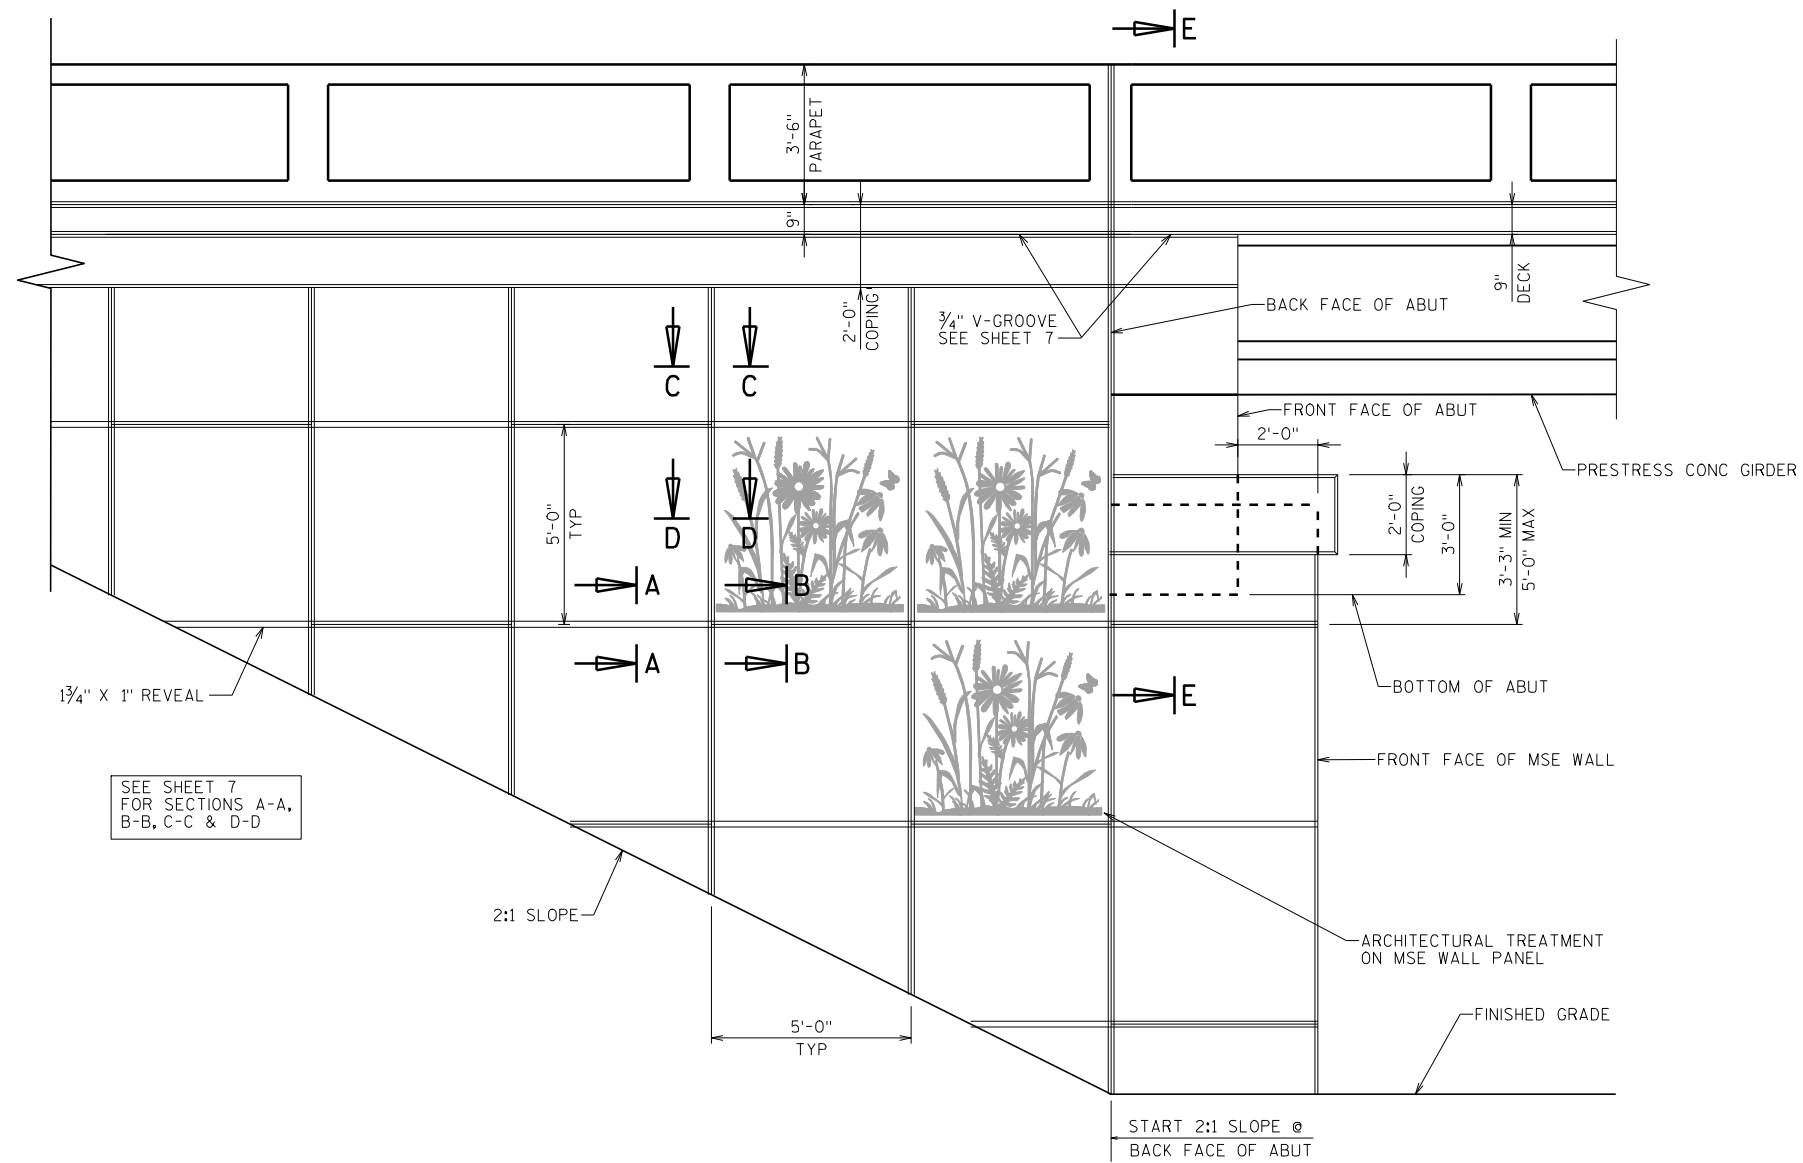 E
3'-6"
PARAPET
9"
9"
DECK
2'-0"
COPING
3/4" V-GROOVE
SEE SHEET 7
BACK FACE OF ABUT
C
C
FRONT FACE OF ABUT
2'-0"
PRESTRESS CONC GIRDER
5'-0"
TYP
D
D
2'-0"
COPING
3'-0"
3'-3" MIN
5'-0" MAX
A
B
A
B
E
BOTTOM OF ABUT
1 3/4" X 1" REVEAL
FRONT FACE OF MSE WALL
SEE SHEET 7
FOR SECTIONS A-A,
B-B, C-C & D-D
2:1 SLOPE
ARCHITECTURAL TREATMENT
ON MSE WALL PANEL
5'-0"
TYP
FINISHED GRADE
START 2:1 SLOPE @
BACK FACE OF ABUT